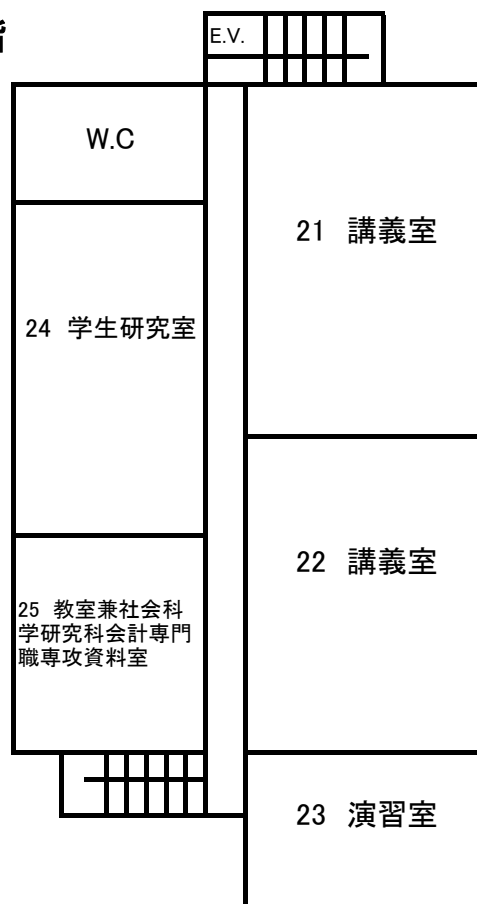 階
E.V.
W.C
21 講義室
24 学生研究室
22 講義室
25 教室兼社会科
学研究科会計専門
職専攻資料室
23 演習室